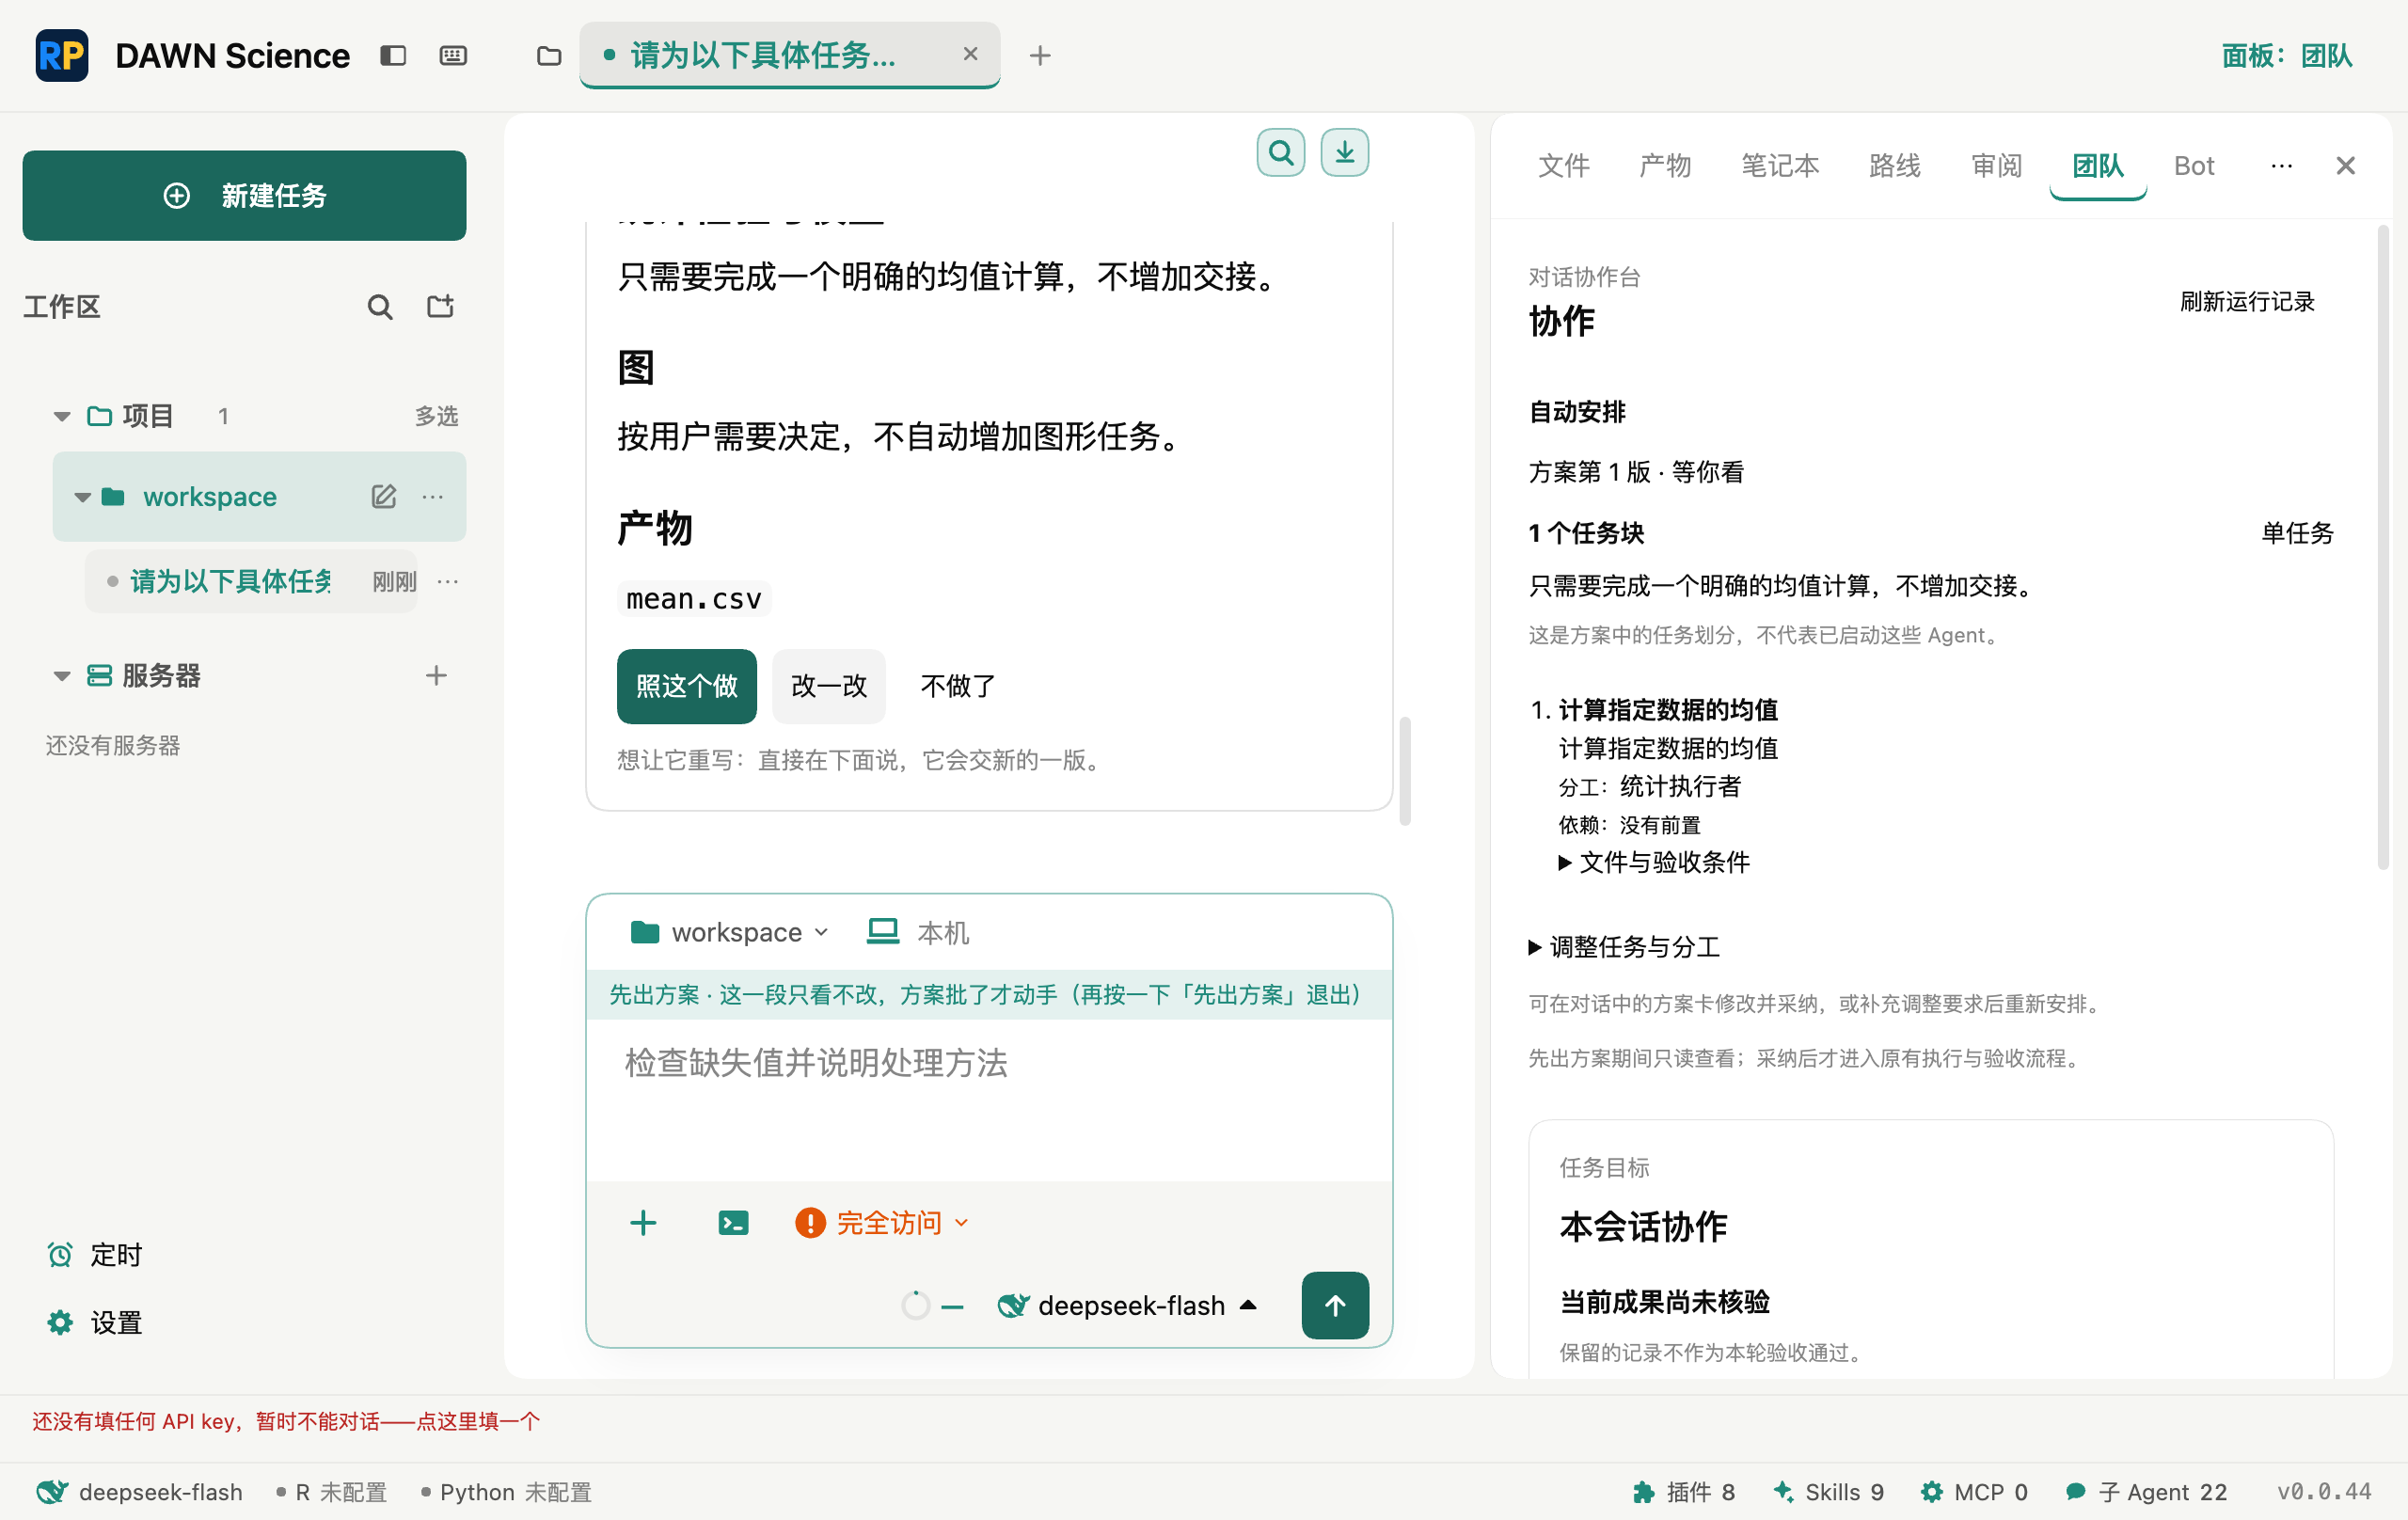 RP DAWN Science
请为以下具体任务...
面板：团队
新建任务
工作区
项目 1 多选
workspace
请为以下具体任务 刚刚
服务器
还没有服务器
定时
设置
只需要完成一个明确的均值计算，不增加交接。
图
按用户需要决定，不自动增加图形任务。
产物
mean.csv
照这个做 改一改 不做了
想让它重写：直接在下面说，它会交新的一版。
workspace 本机
先出方案 · 这一段只看不改，方案批了才动手（再按一下「先出方案」退出）
检查缺失值并说明处理方法
完全访问
deepseek-flash
文件 产物 笔记本 路线 审阅 团队 Bot
对话协作台
协作
刷新运行记录
自动安排
方案第 1 版 · 等你看
1 个任务块 单任务
只需要完成一个明确的均值计算，不增加交接。
这是方案中的任务划分，不代表已启动这些 Agent。
1. 计算指定数据的均值
计算指定数据的均值
分工：统计执行者
依赖：没有前置
文件与验收条件
调整任务与分工
可在对话中的方案卡修改并采纳，或补充调整要求后重新安排。
先出方案期间只读查看；采纳后才进入原有执行与验收流程。
任务目标
本会话协作
当前成果尚未核验
保留的记录不作为本轮验收通过。
还没有填任何 API key，暂时不能对话——点这里填一个
deepseek-flash R 未配置 Python 未配置
插件 8 Skills 9 MCP 0 子 Agent 22 v0.0.44